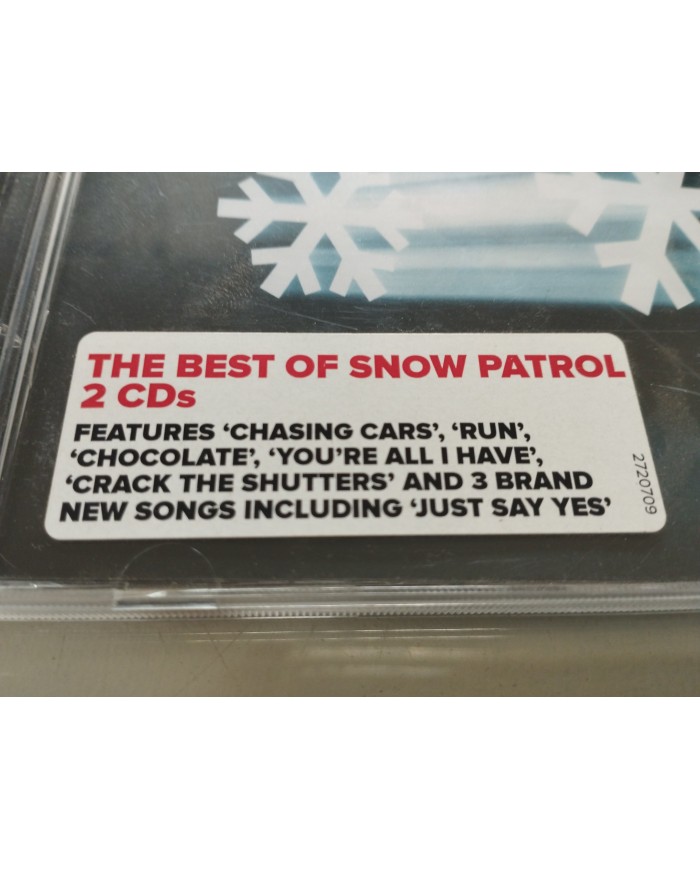 THE BEST OF SNOW PATROL
2 CDs
FEATURES ‘CHASING CARS’, ‘RUN’,
‘CHOCOLATE’, ‘YOU’RE ALL I HAVE’,
‘CRACK THE SHUTTERS’ AND 3 BRAND
NEW SONGS INCLUDING ‘JUST SAY YES’
2720709